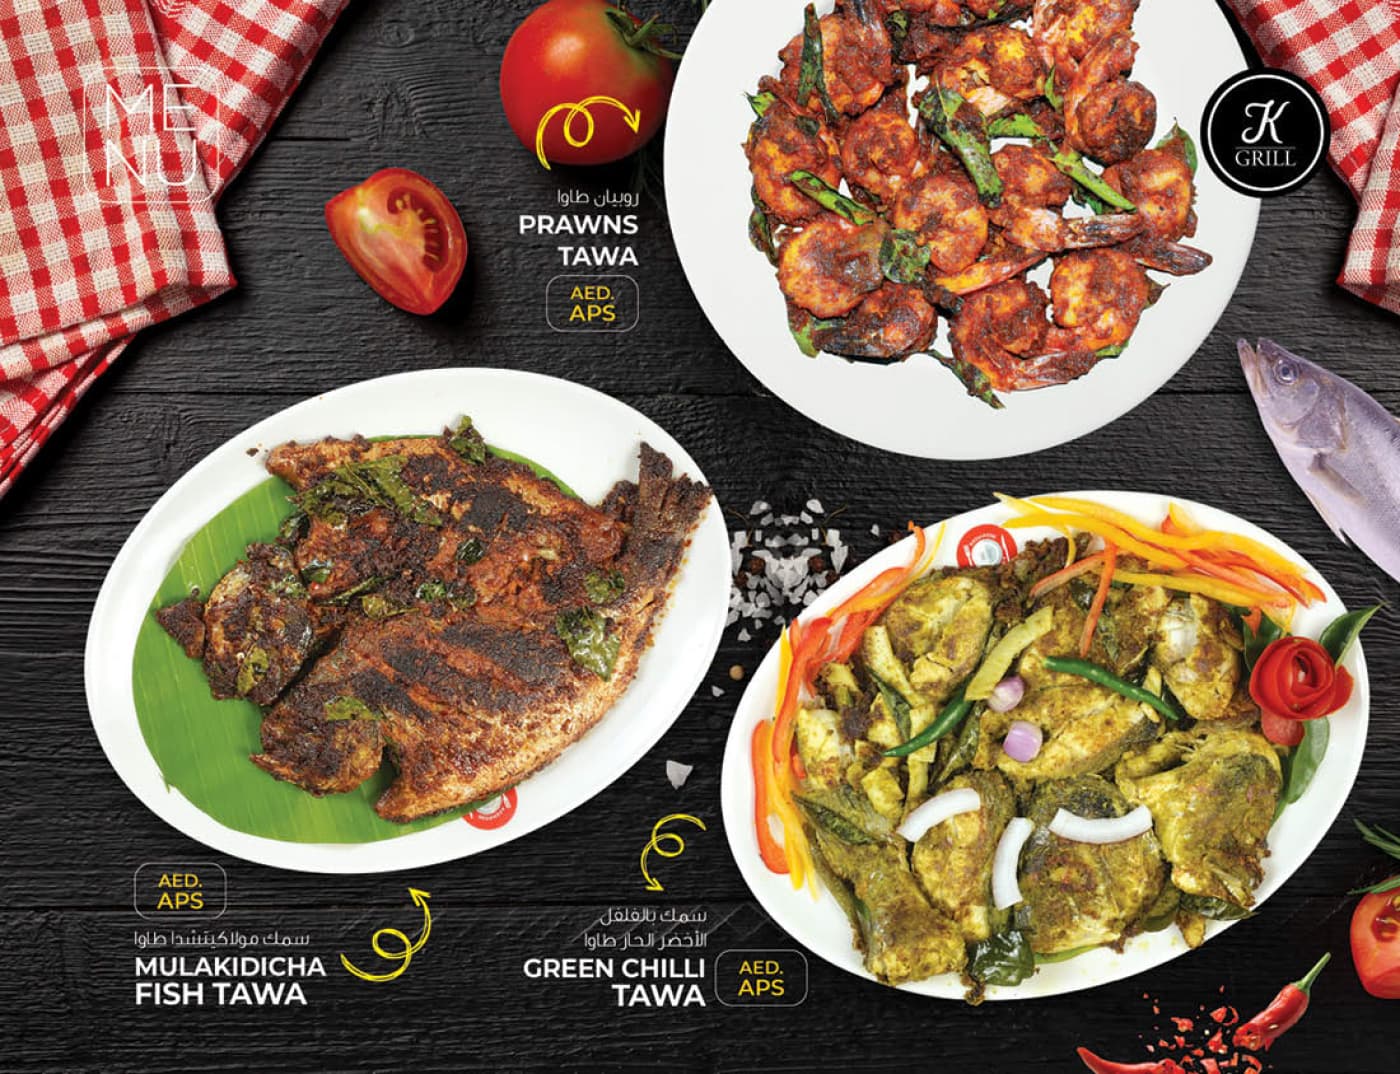 ME
NU
K
GRILL
روبيان طاوا
PRAWNS
TAWA
AED.
APS
AED.
APS
سمك مولاكيتشدا طاوا
MULAKIDICHA
FISH TAWA
سمك بالفلفل
الأخضر الحار طاوا
GREEN CHILLI
TAWA
AED.
APS